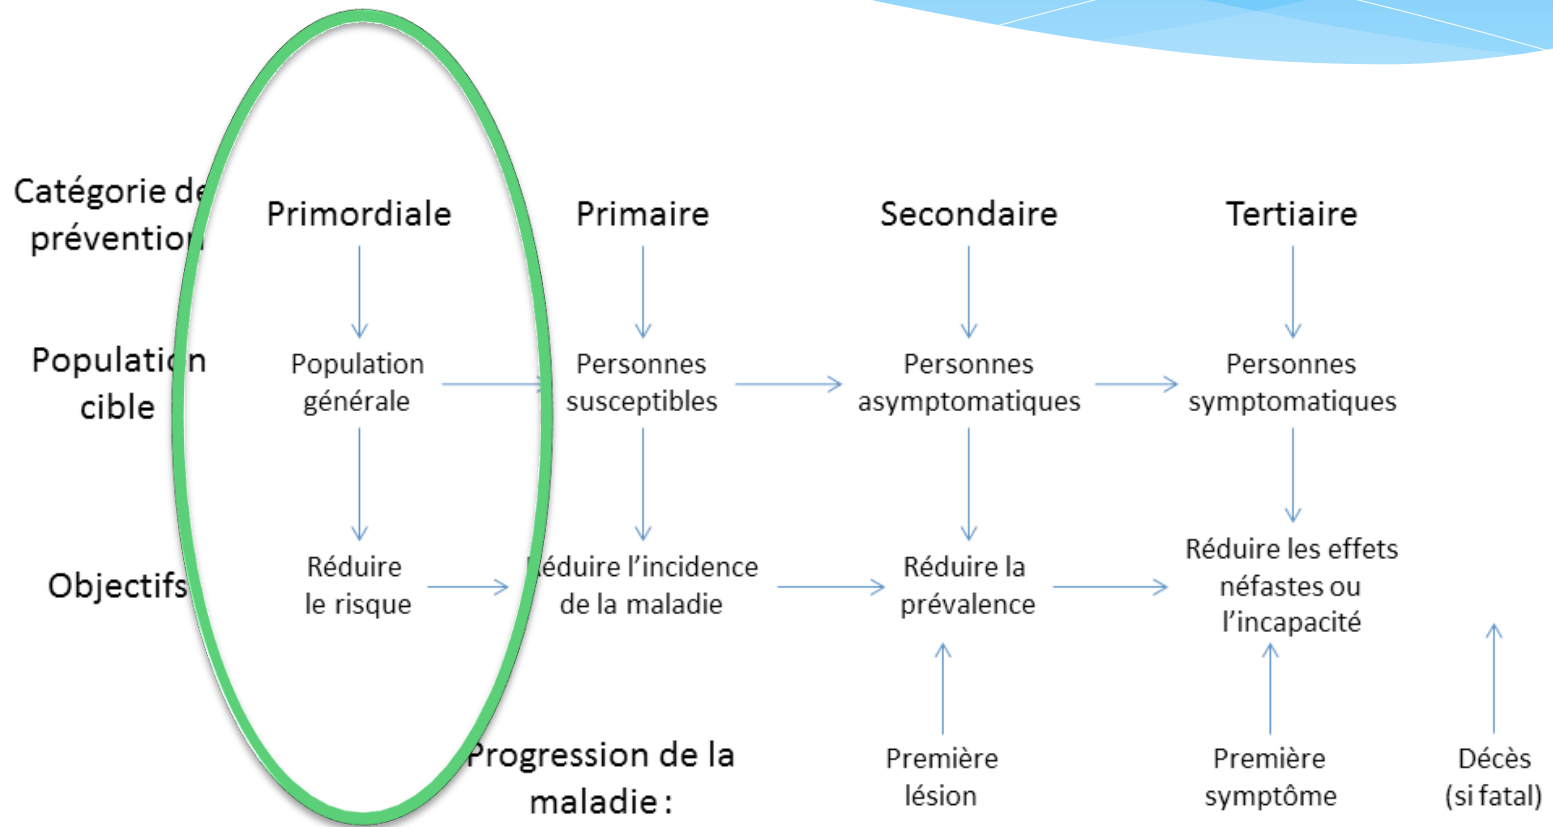 Catégorie de
prévention
Primordiale
Primaire
Secondaire
Tertiaire
Population
cible
Population
générale
Personnes
susceptibles
Personnes
asymptomatiques
Personnes
symptomatiques
Objectifs
Réduire
le risque
Réduire l’incidence
de la maladie
Réduire la
prévalence
Réduire les effets
néfastes ou
l’incapacité
Progression de la
maladie :
Première
lésion
Première
symptôme
Décès
(si fatal)